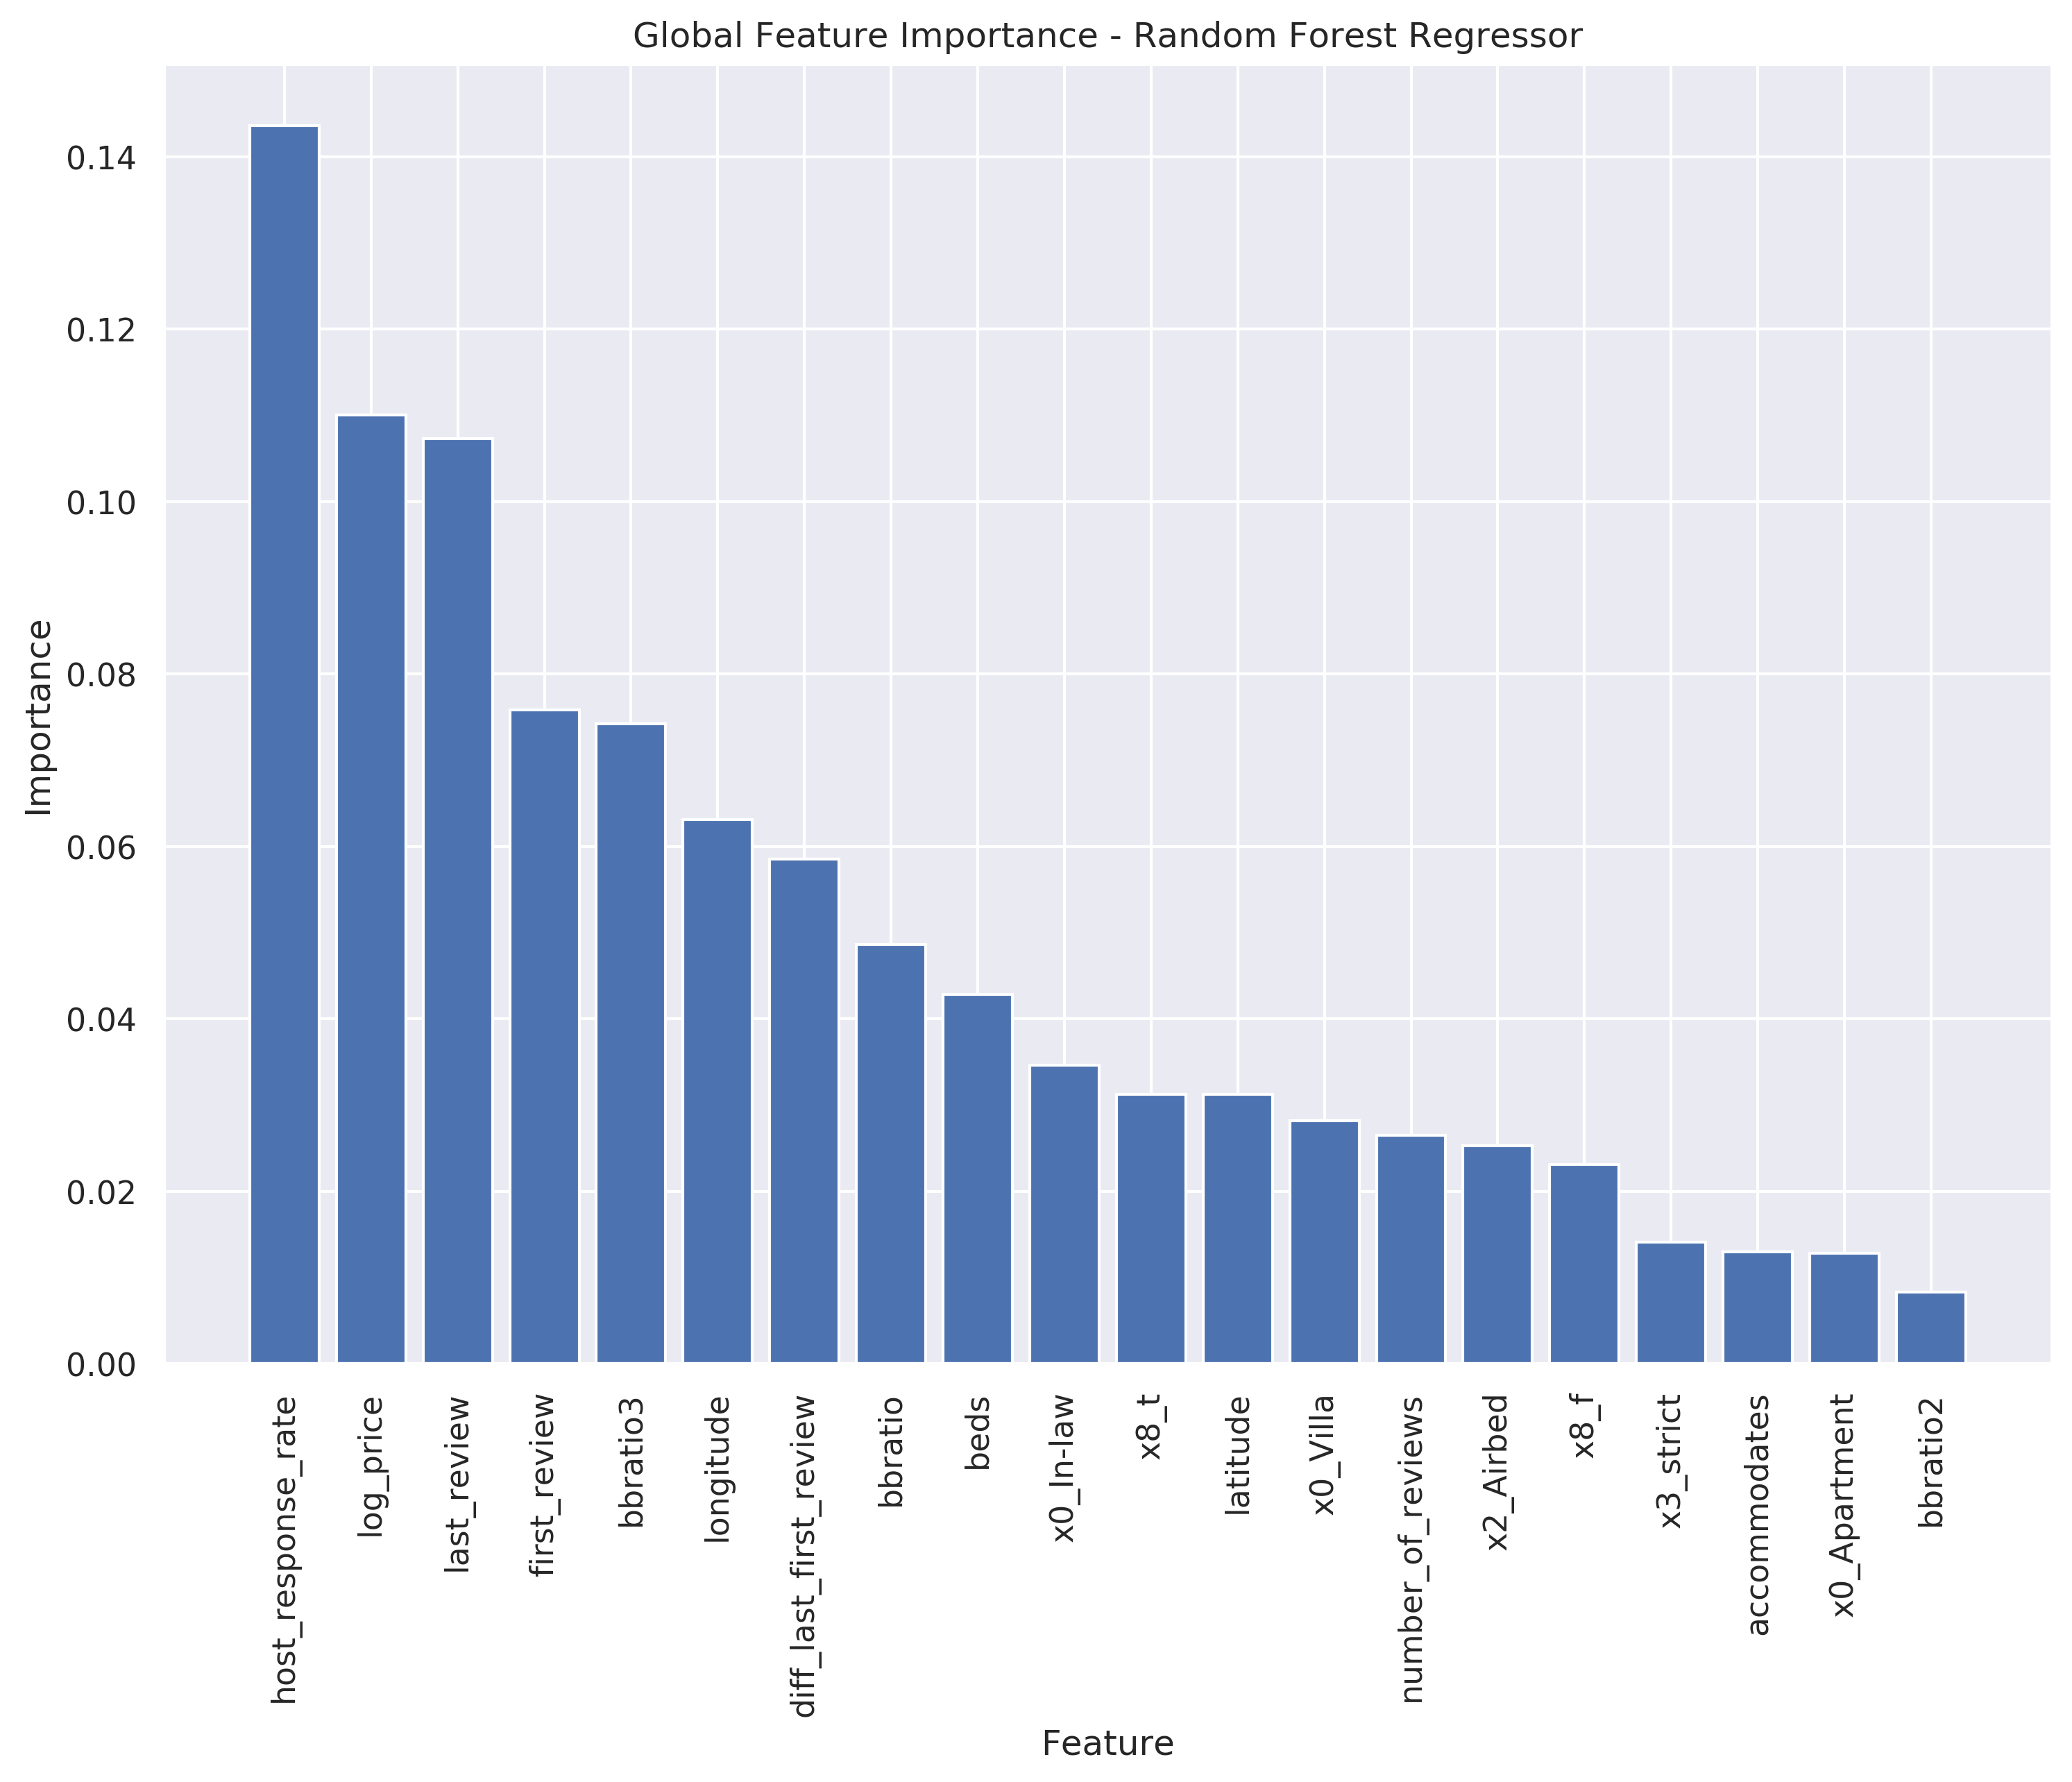 Global Feature Importance - Random Forest Regressor
Importance
0.14
0.12
0.10
0.08
0.06
0.04
0.02
0.00
host_response_rate
log_price
last_review
first_review
bbratio3
longitude
diff_last_first_review
bbratio
beds
x0_In-law
x8_t
latitude
x0_Villa
number_of_reviews
x2_Airbed
x8_f
x3_strict
accommodates
x0_Apartment
bbratio2
Feature